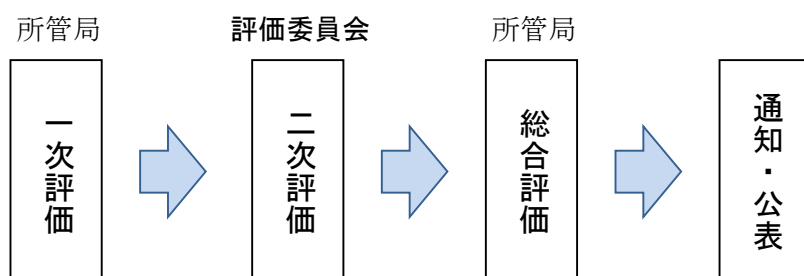 所管局
評価委員会
所管局
一次評価
二次評価
総合評価
通知・公表